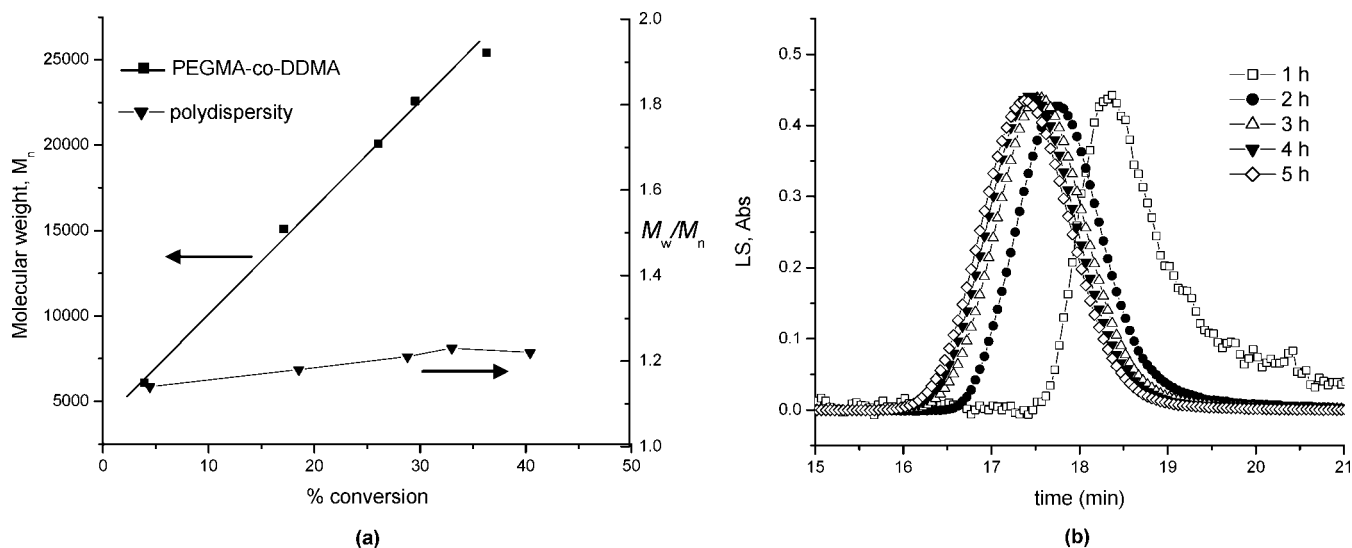 Molecular weight, Mn
25000
20000
15000
10000
5000
PEGMA-co-DDMA
polydispersity
2.0
1.8
1.6
1.4
1.2
1.0
Mw/Mn
0 10 20 30 40 50
% conversion
(a)
LS, Abs
0.5
0.4
0.3
0.2
0.1
0.0
1 h
2 h
3 h
4 h
5 h
15 16 17 18 19 20 21
time (min)
(b)